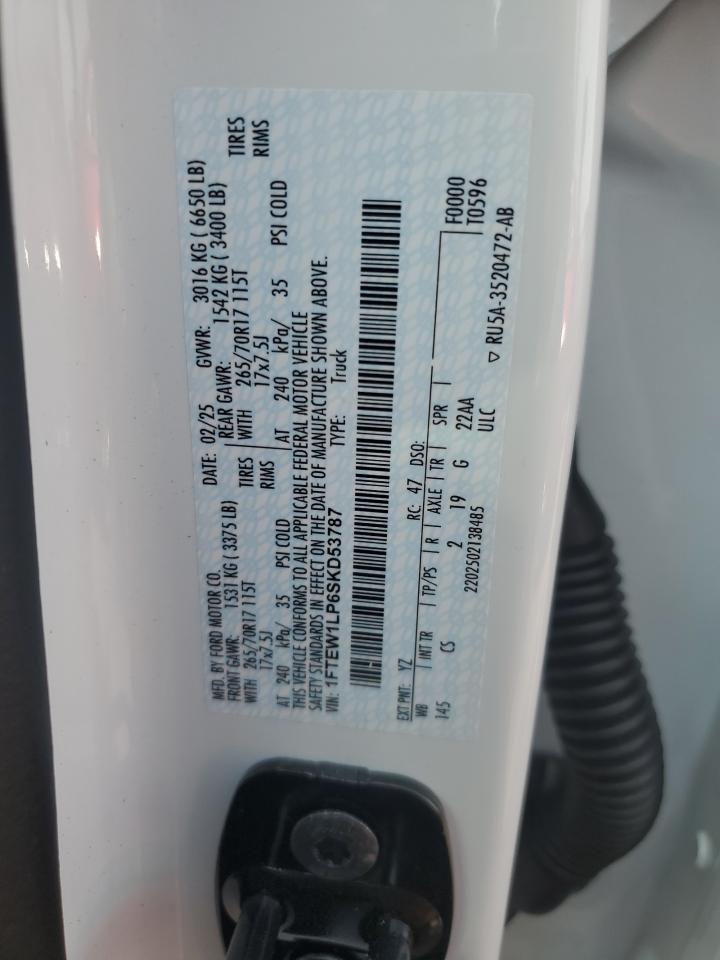 MFD. BY FORD MOTOR CO.
DATE: 02/25 GVWR: 3016 KG ( 6650 LB)
FRONT GAWR: 1531 KG ( 3375 LB) REAR GAWR: 1542 KG ( 3400 LB)
WITH 265/70R17 115T TIRES WITH 265/70R17 115T TIRES
17x7.5J RIMS 17x7.5J RIMS
AT 240 kPa/ 35 PSI COLD AT 240 kPa/ 35 PSI COLD
THIS VEHICLE CONFORMS TO ALL APPLICABLE FEDERAL MOTOR VEHICLE
SAFETY STANDARDS IN EFFECT ON THE DATE OF MANUFACTURE SHOWN ABOVE.
VIN: 1FTEW1LP6SKD53787 TYPE: Truck
EXT PNT: YZ RC: 47 DSO: F0000
WB INT TR TP/PS R AXLE TR SPR T0596
145 CS 2 19 G 22AA
2202502138485 ULC ▽ RU5A-3520472-AB